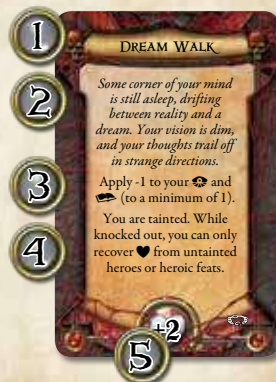 1
DREAM WALK
2
Some corner of your mind
is still asleep, drifting
between reality and a
dream. Your vision is dim,
and your thoughts trail off
in strange directions.
3
Apply -1 to your and
(to a minimum of 1).
4
You are tainted. While
knocked out, you can only
recover from untainted
heroes or heroic feats.
+2
5